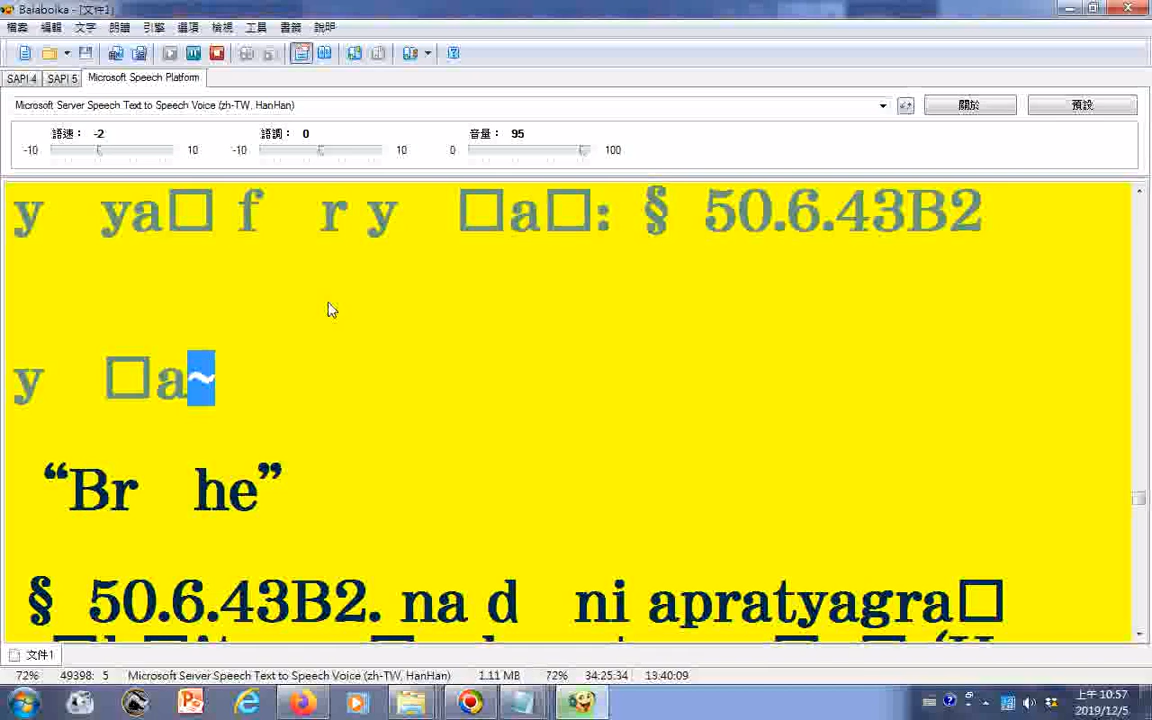 Balabolka - [文件1]
檔案 編輯 文字 朗讀 引擎 選項 檢視 工具 書籤 說明
SAPI 4 SAPI 5 Microsoft Speech Platform
Microsoft Server Speech Text to Speech Voice (zh-TW, HanHan) 關於 預設
語速： -2 語調： 0 音量： 95
-10 10 -10 10 0 100
y ya□ f r y □a□: § 50.6.43B2
y □a~
“Br he”
§ 50.6.43B2. na d ni apratyagra□
文件1
72% 49398: 5 Microsoft Server Speech Text to Speech Voice (zh-TW, HanHan) 1.11 MB 72% 34:25:34 13:40:09
上午 10:57
2019/12/5